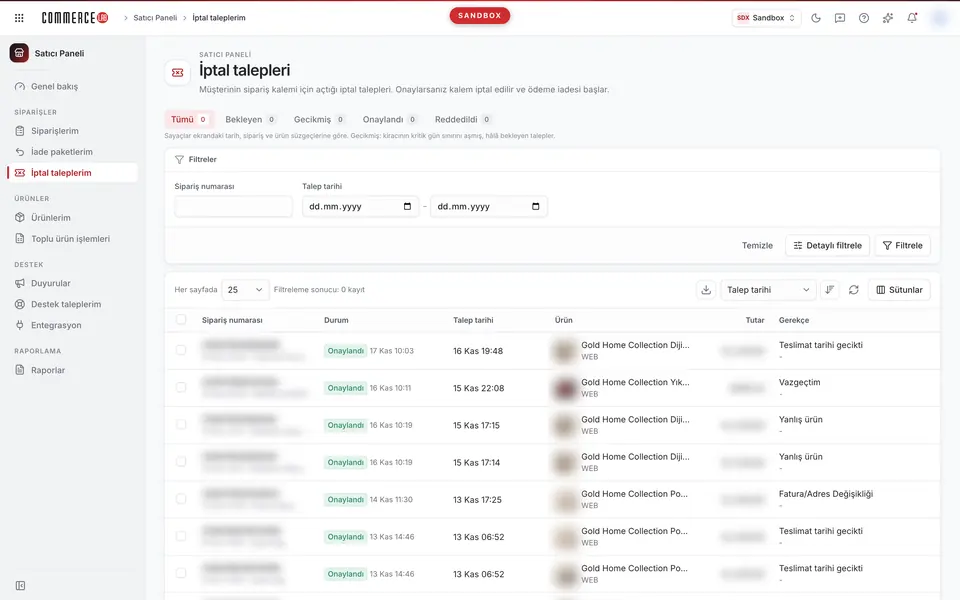 COMMERCE LAB
Satıcı Paneli
İptal taleplerim
SANDBOX
SDX Sandbox
Satıcı Paneli
Genel bakış
SİPARİŞLER
Siparişlerim
İade paketlerim
İptal taleplerim
ÜRÜNLER
Ürünlerim
Toplu ürün işlemleri
DESTEK
Duyurular
Destek taleplerim
Entegrasyon
RAPORLAMA
Raporlar
SATICI PANELİ
İptal talepleri
Müşterinin sipariş kalemi için açtığı iptal talepleri. Onaylarsanız kalem iptal edilir ve ödeme iadesi başlar.
Tümü 0 Bekleyen 0 Gecikmiş 0 Onaylandı 0 Reddedildi 0
Sayaçlar ekrandaki tarih, sipariş ve ürün süzgeçlerine göre. Gecikmiş: kiracının kritik gün sınırını aşmış, hâlâ bekleyen talepler.
Filtreler
Sipariş numarası Talep tarihi
dd.mm.yyyy - dd.mm.yyyy
Temizle Detaylı filtrele Filtrele
Her sayfada 25 Filtreleme sonucu: 0 kayıt Talep tarihi Sütunlar
Sipariş numarası Durum Talep tarihi Ürün Tutar Gerekçe
Onaylandı 17 Kas 10:03 16 Kas 19:48 Gold Home Collection Diji... Teslimat tarihi gecikti
WEB -
Onaylandı 16 Kas 10:11 15 Kas 22:08 Gold Home Collection Yık... Vazgeçtim
WEB -
Onaylandı 16 Kas 10:19 15 Kas 17:15 Gold Home Collection Diji... Yanlış ürün
WEB -
Onaylandı 16 Kas 10:19 15 Kas 17:14 Gold Home Collection Diji... Yanlış ürün
WEB -
Onaylandı 14 Kas 11:30 13 Kas 17:25 Gold Home Collection Po... Fatura/Adres Değişikliği
WEB -
Onaylandı 13 Kas 14:46 13 Kas 06:52 Gold Home Collection Po... Teslimat tarihi gecikti
WEB -
Onaylandı 13 Kas 14:46 13 Kas 06:52 Gold Home Collection Po... Teslimat tarihi gecikti
WEB -